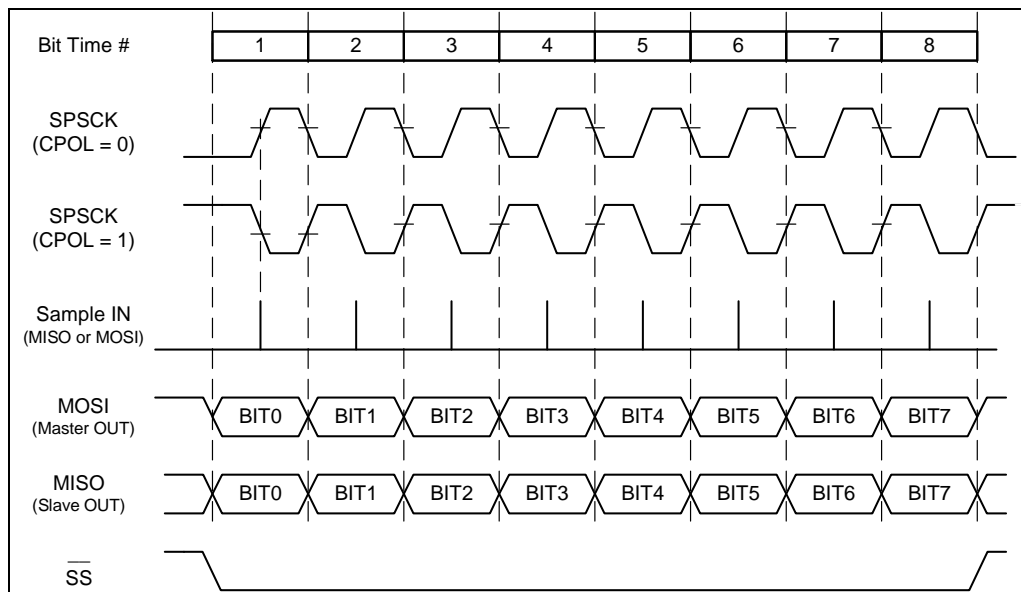 Bit Time # 1 2 3 4 5 6 7 8
SPSCK
(CPOL = 0)
SPSCK
(CPOL = 1)
Sample IN
(MISO or MOSI)
MOSI
(Master OUT)
BIT0 BIT1 BIT2 BIT3 BIT4 BIT5 BIT6 BIT7
MISO
(Slave OUT)
BIT0 BIT1 BIT2 BIT3 BIT4 BIT5 BIT6 BIT7
S̅S̅